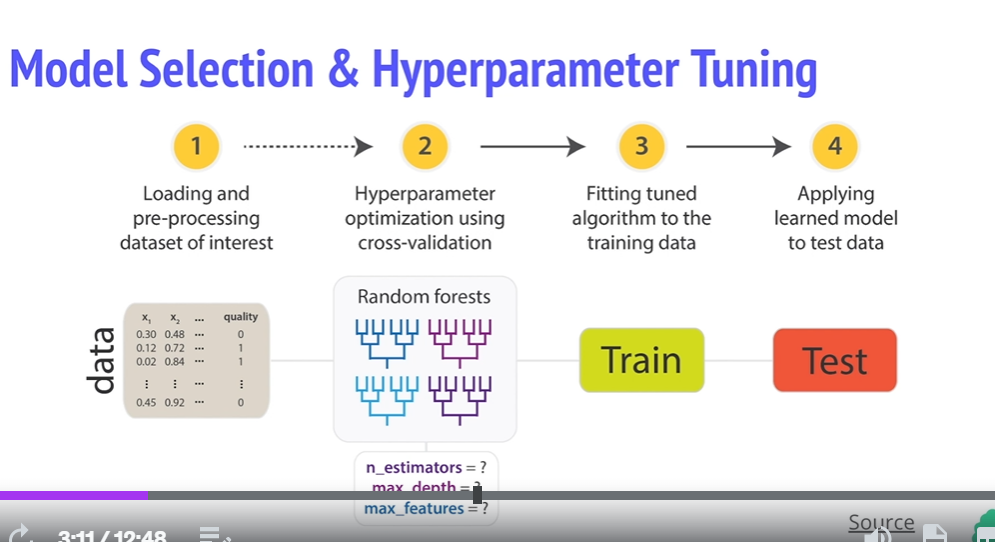 Model Selection & Hyperparameter Tuning
1
2
3
4
Loading and
pre-processing
dataset of interest
Hyperparameter
optimization using
cross-validation
Fitting tuned
algorithm to the
training data
Applying
learned model
to test data
data
x1 x2 ... quality
0.30 0.48 ... 0
0.12 0.72 ... 1
0.02 0.84 ... 1
⋮ ⋮ ... ⋮
0.45 0.92 ... 0
Random forests
n_estimators = ?
max_depth = ?
max_features = ?
Train
Test
Source
3:11 / 12:48